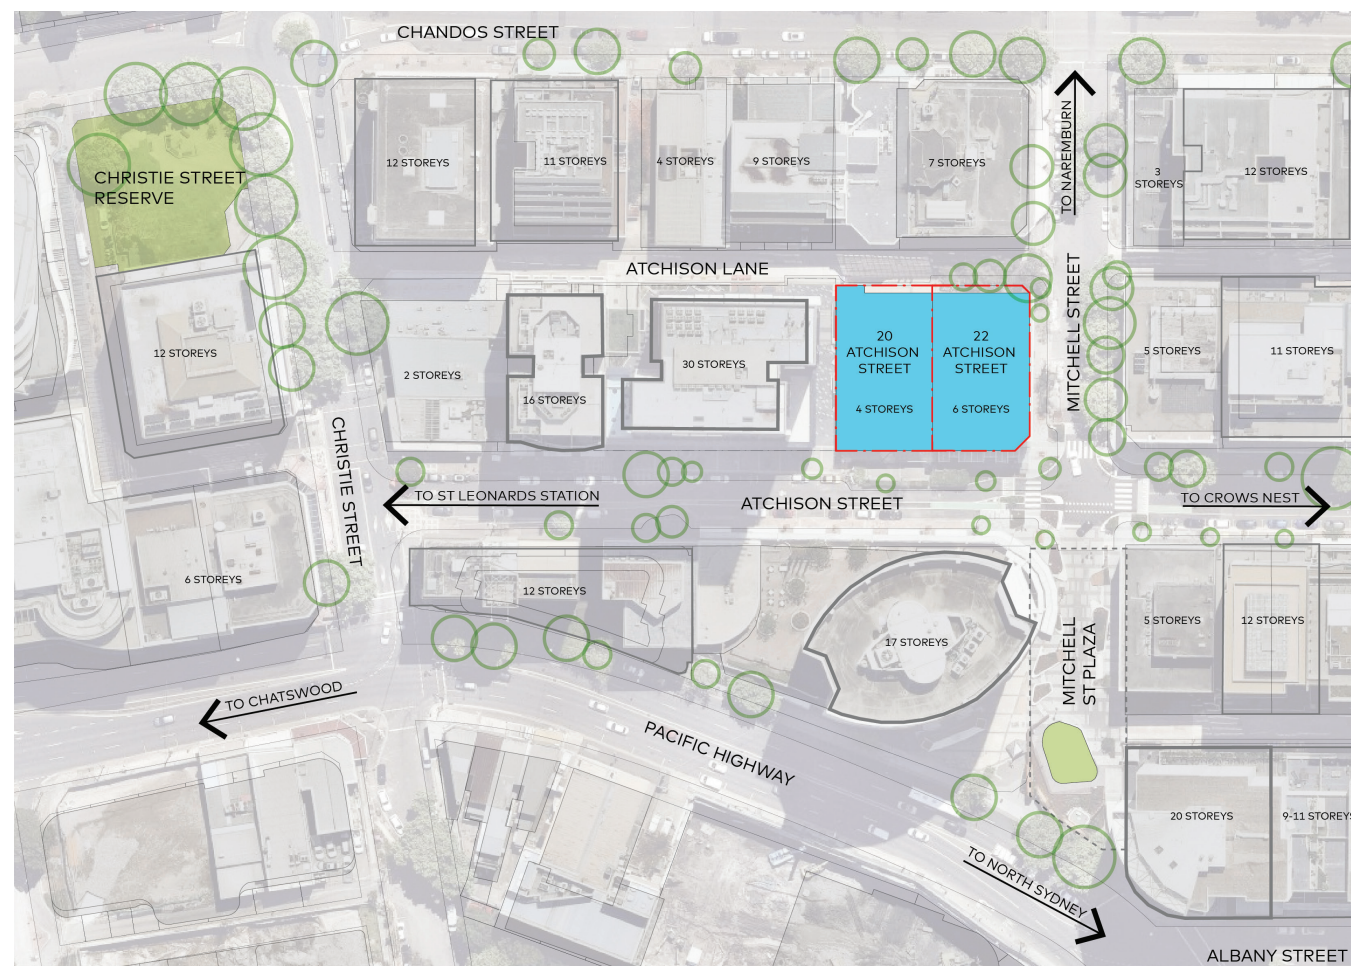 CHANDOS STREET
TO NAREMBURN
12 STOREYS
11 STOREYS
4 STOREYS
9 STOREYS
7 STOREYS
3
STOREYS
12 STOREYS
CHRISTIE STREET
RESERVE
ATCHISON LANE
MITCHELL STREET
12 STOREYS
2 STOREYS
16 STOREYS
30 STOREYS
20
ATCHISON
STREET
4 STOREYS
22
ATCHISON
STREET
6 STOREYS
5 STOREYS
11 STOREYS
CHRISTIE STREET
TO ST LEONARDS STATION
ATCHISON STREET
TO CROWS NEST
6 STOREYS
12 STOREYS
17 STOREYS
MITCHELL
ST PLAZA
5 STOREYS
12 STOREYS
TO CHATSWOOD
PACIFIC HIGHWAY
20 STOREYS
9-11 STOREYS
TO NORTH SYDNEY
ALBANY STREET